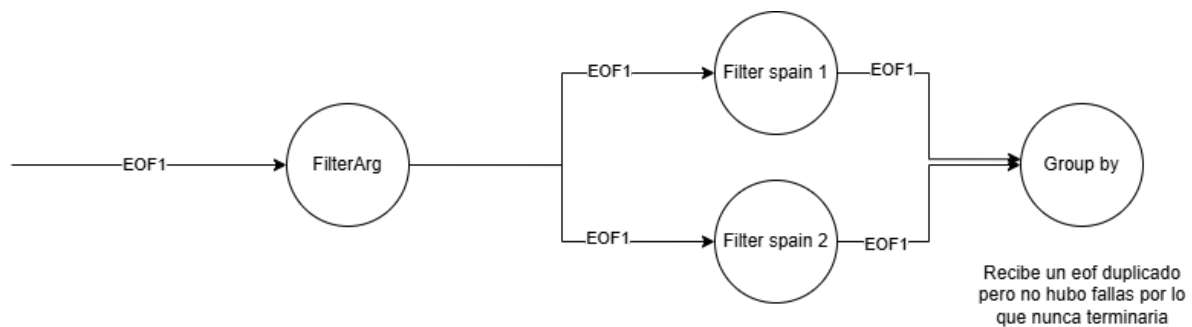 EOF1
FilterArg
EOF1
Filter spain 1
EOF1
EOF1
Filter spain 2
EOF1
Group by
Recibe un eof duplicado
pero no hubo fallas por lo
que nunca terminaria